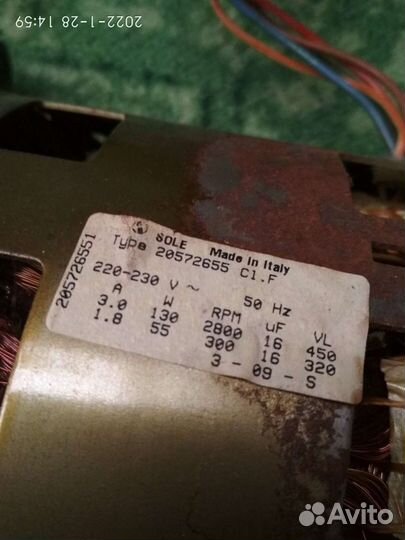 2022-1-28 14:59
SOLE Made in Italy
Type 20572655 Cl.F
205726551
220-230 V ~ 50 Hz
A W RPM uF VL
3.0 130 2800 16 450
1.8 55 300 16 320
3 - 09 - S
Avito